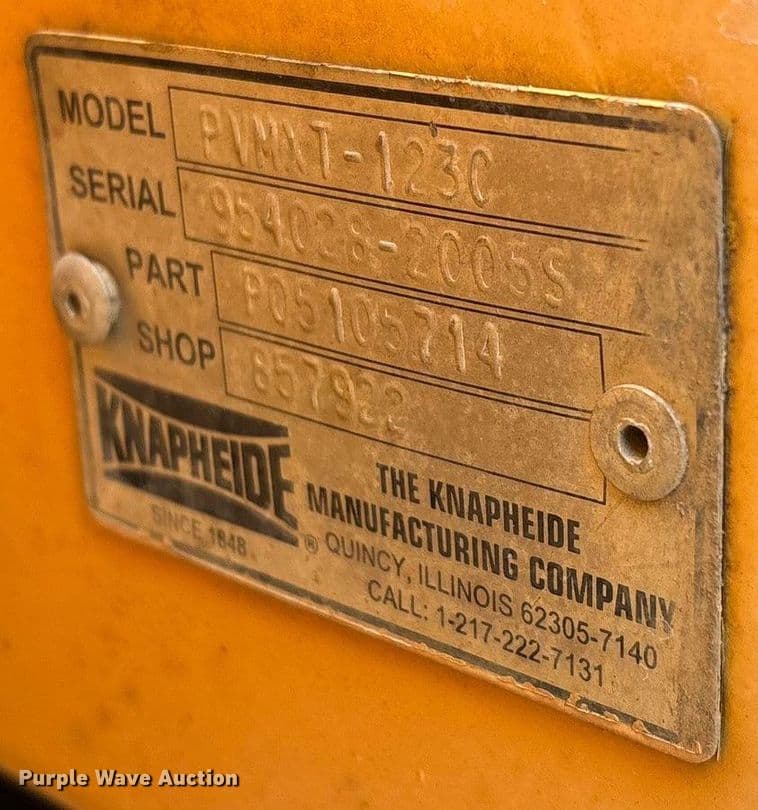 MODEL PVMXT-123C
SERIAL 954028-2005S
PART P05105714
SHOP 857922
KNAPHEIDE
SINCE 1848 ®
THE KNAPHEIDE
MANUFACTURING COMPANY
QUINCY, ILLINOIS 62305-7140
CALL: 1-217-222-7131
Purple Wave Auction